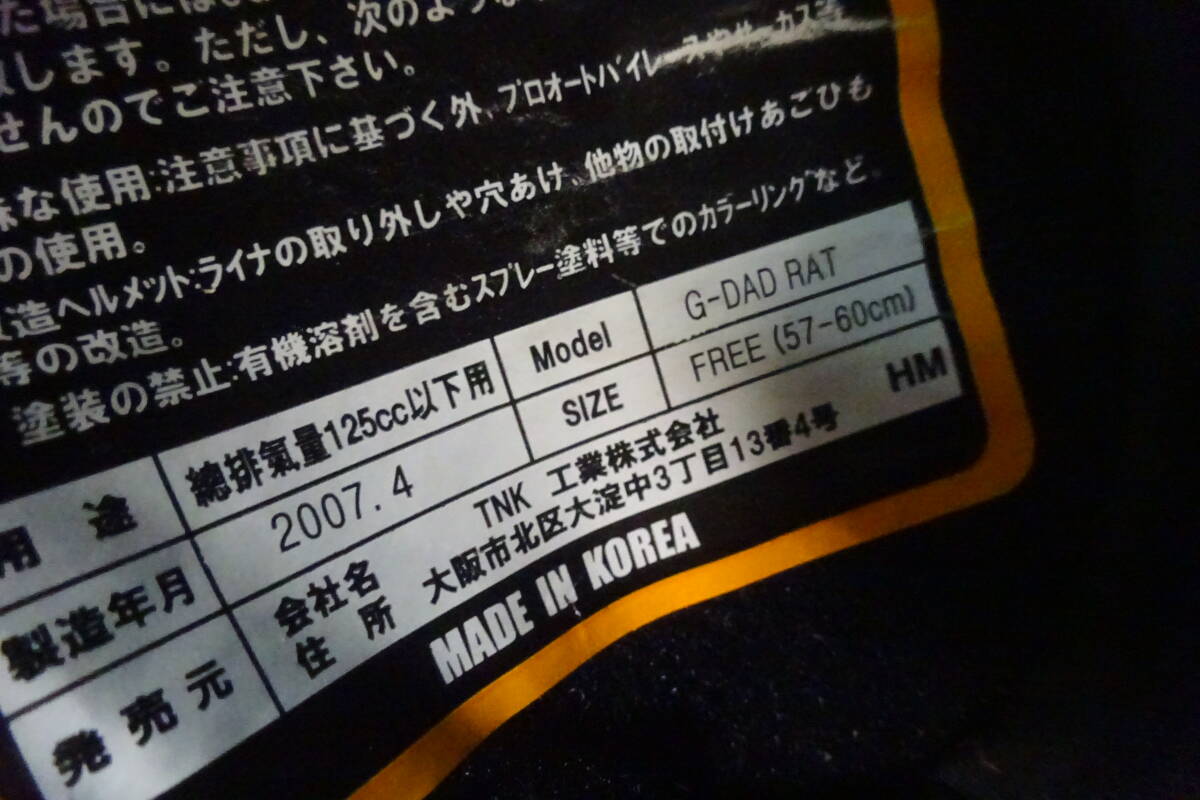 た場合には
致します。ただし、次のような
せんのでご注意下さい。
な使用:注意事項に基づく外、プロオートバイレースやサーカス等
の使用。
改造ヘルメット:ライナの取り外しや穴あけ、他物の取付けあごひも
等の改造。
塗装の禁止:有機溶剤を含むスプレー塗料等でのカラーリングなど。
用途 總排氣量125cc以下用 Model G-DAD RAT
製造年月 2007.4 SIZE FREE (57-60cm)
発売元 会社名 TNK 工業株式会社 HM
住所 大阪市北区大淀中3丁目13番4号
MADE IN KOREA